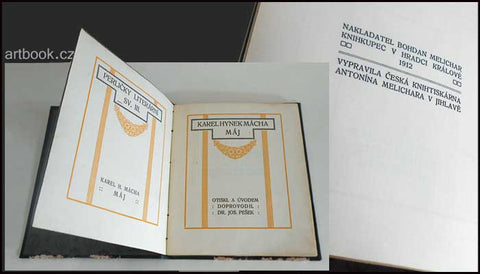 artbook.cz
PERLIČKY LITERÁRNÍ
SV. III.
KAREL H. MÁCHA
:: MÁJ ::
KAREL HYNEK MÁCHA
MÁJ
OTISKL A ÚVODEM
: DOPROVODIL :
: DR. JOS. PEŠEK :
NAKLADATEL BOHDAN MELICHAR
KNIHKUPEC V HRADCI KRÁLOVÉ
1912
VYPRAVILA ČESKÁ KNIHTISKÁRNA
ANTONÍNA MELICHARA V JIHLAVĚ